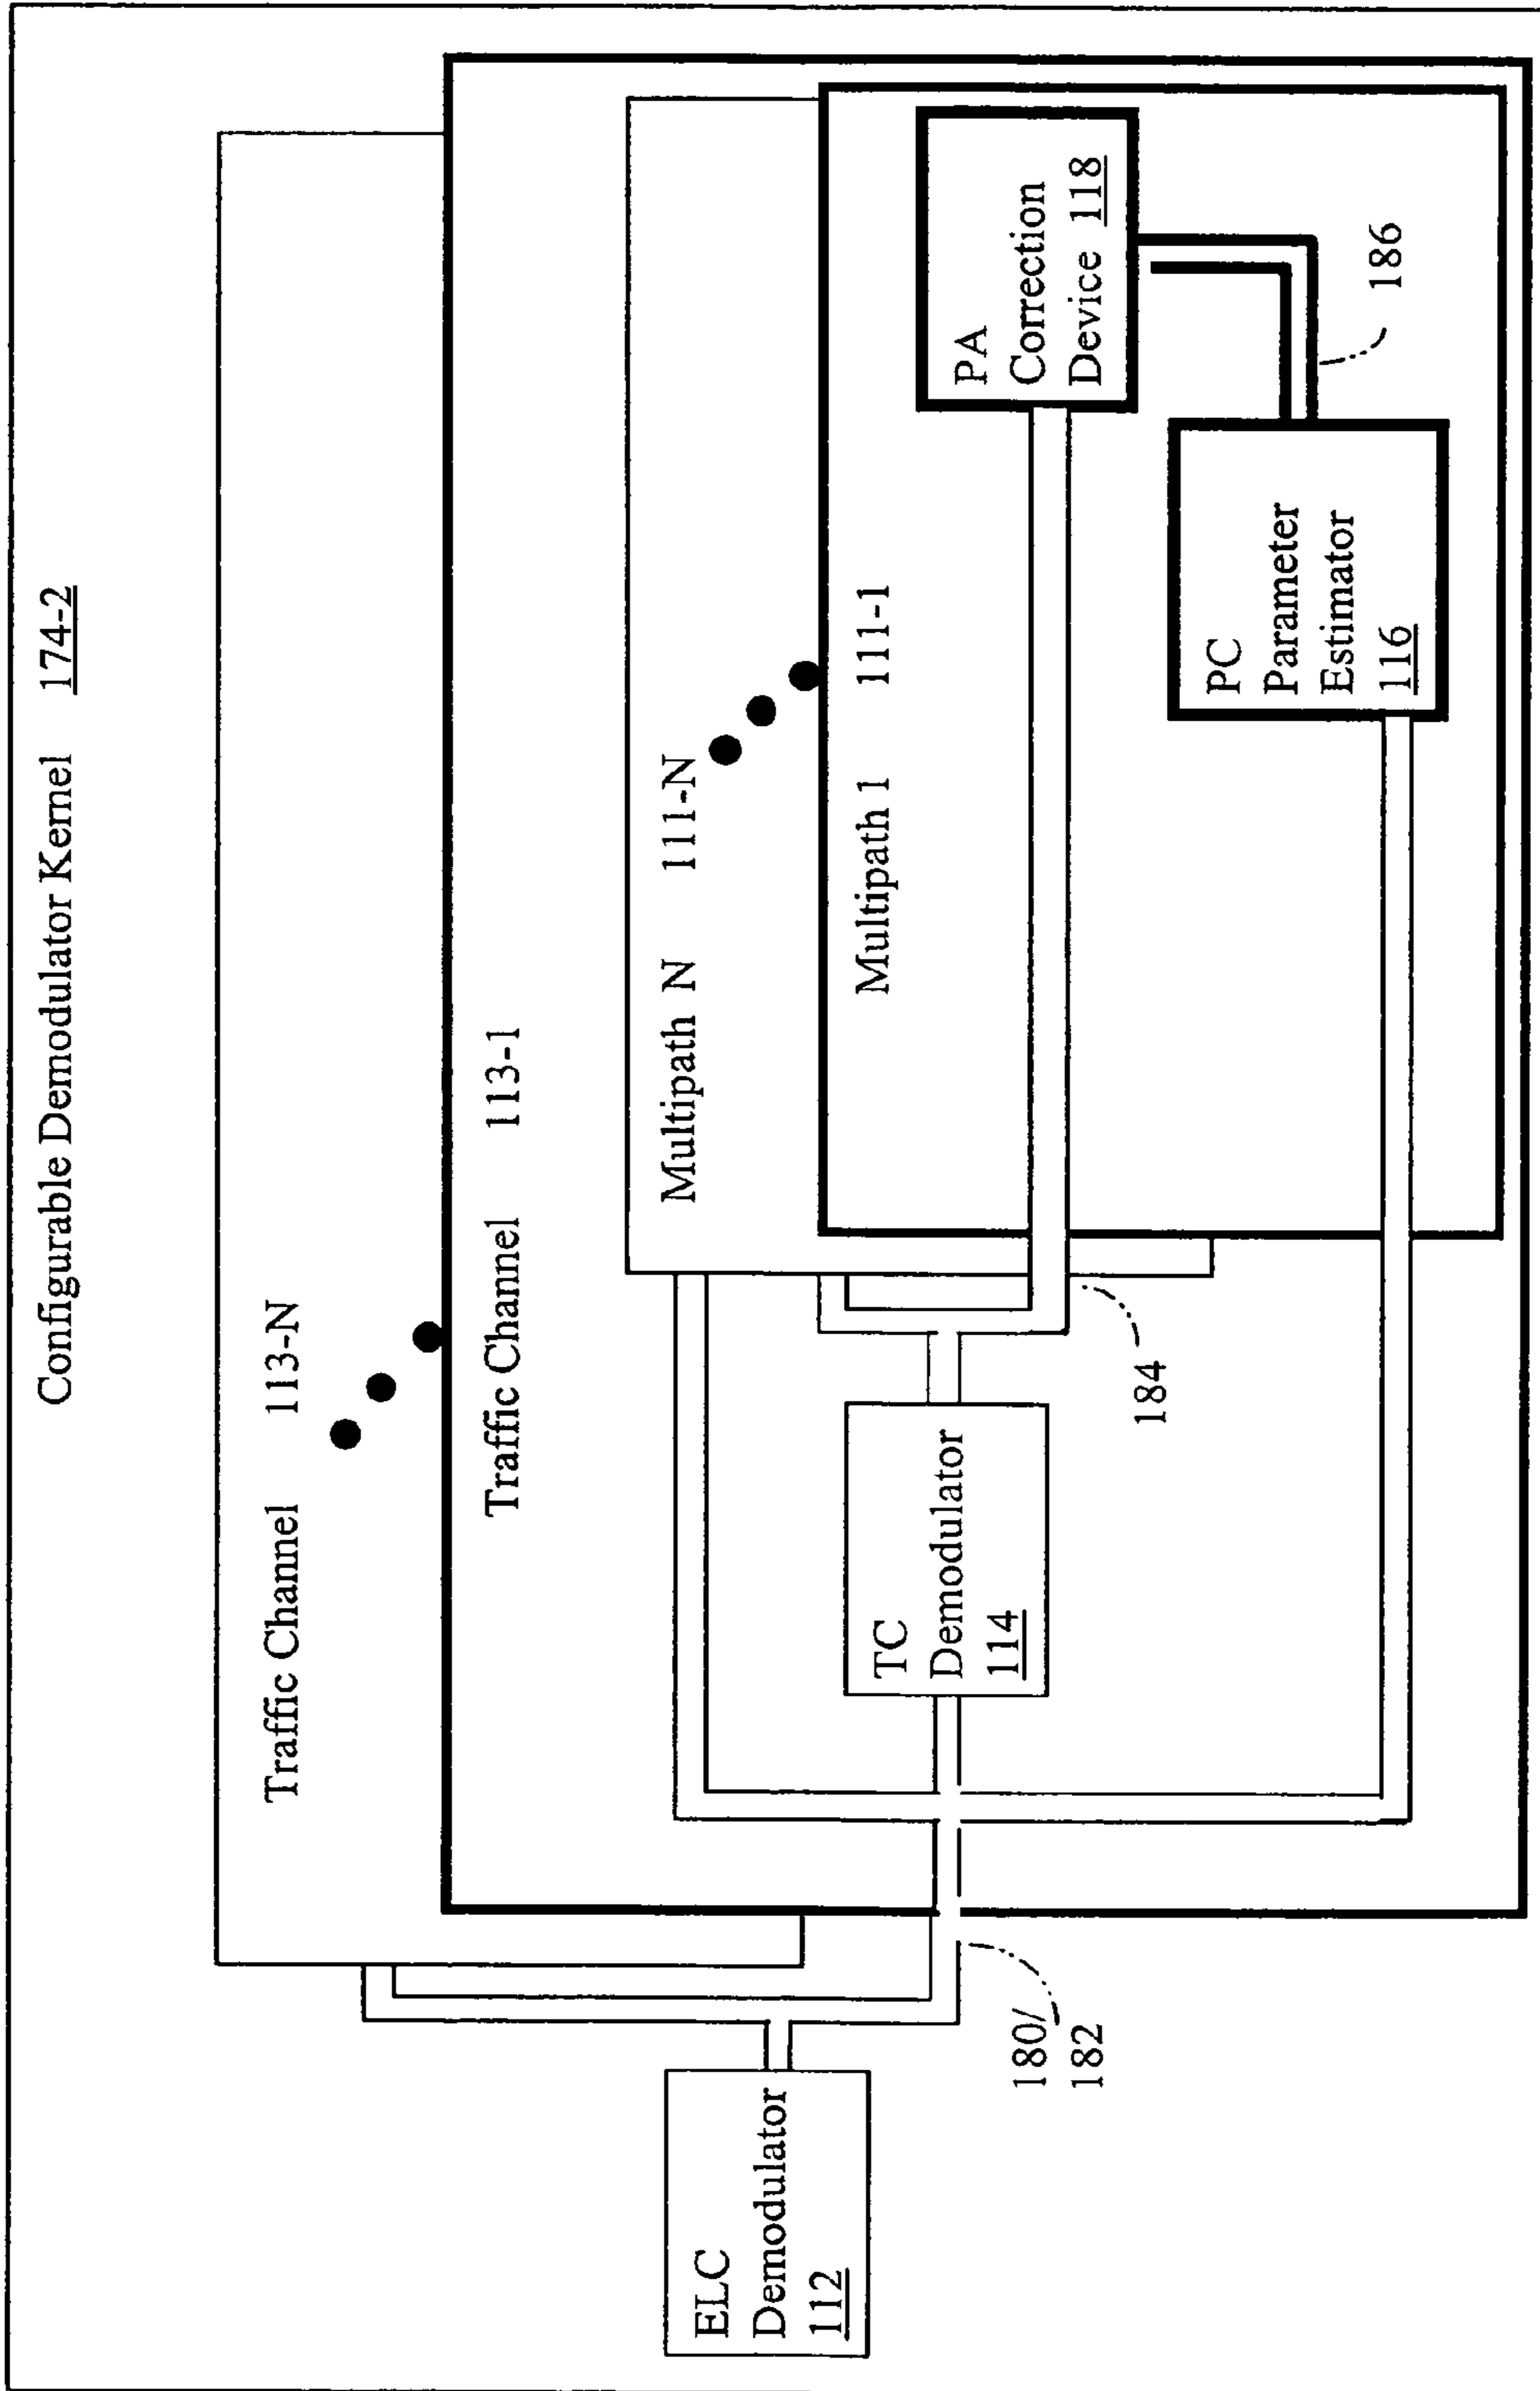 Configurable Demodulator Kernel 174-2
Traffic Channel 113-N
Traffic Channel 113-1
Multipath N 111-N
Multipath 1 111-1
ELC
Demodulator
112
180/
182
TC
Demodulator
114
184
PA
Correction
Device 118
PC
Parameter
Estimator
116
186